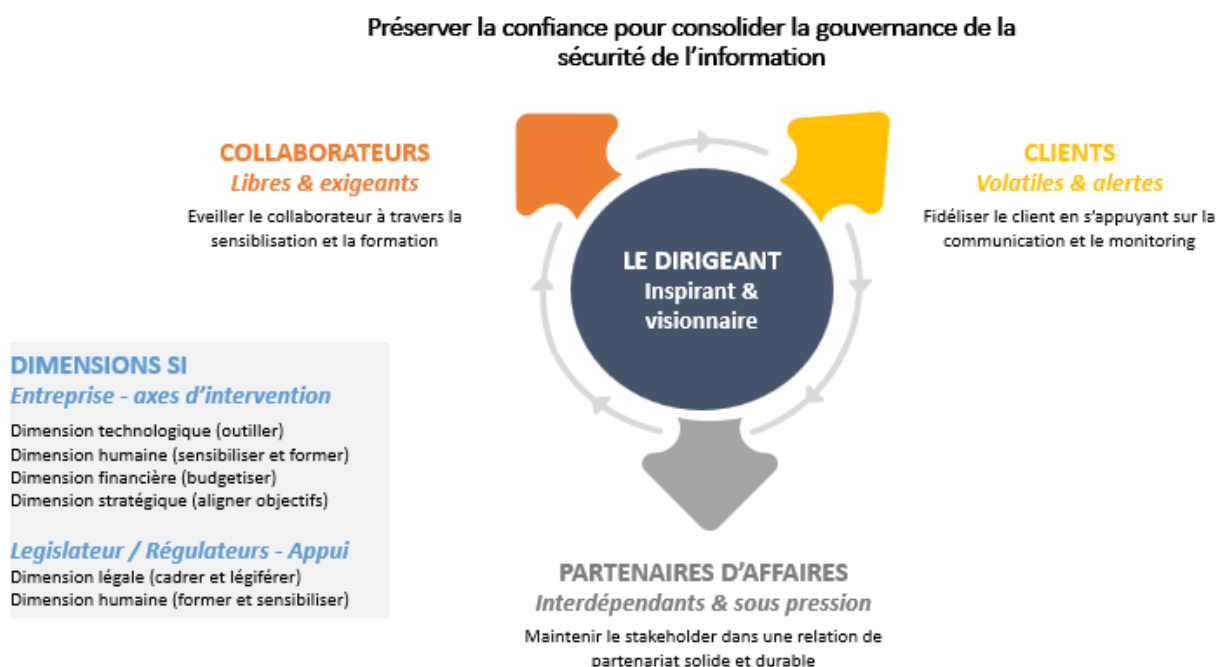 Préserver la confiance pour consolider la gouvernance de la
sécurité de l'information
COLLABORATEURS
Libres & exigeants
Eveiller le collaborateur à travers la
sensiblisation et la formation
CLIENTS
Volatiles & alertes
Fidéliser le client en s'appuyant sur la
communication et le monitoring
LE DIRIGEANT
Inspirant &
visionnaire
DIMENSIONS SI
Entreprise - axes d'intervention
Dimension technologique (outiller)
Dimension humaine (sensibiliser et former)
Dimension financière (budgetiser)
Dimension stratégique (aligner objectifs)
Legislateur / Régulateurs - Appui
Dimension légale (cadrer et légiférer)
Dimension humaine (former et sensibiliser)
PARTENAIRES D'AFFAIRES
Interdépendants & sous pression
Maintenir le stakeholder dans une relation de
partenariat solide et durable